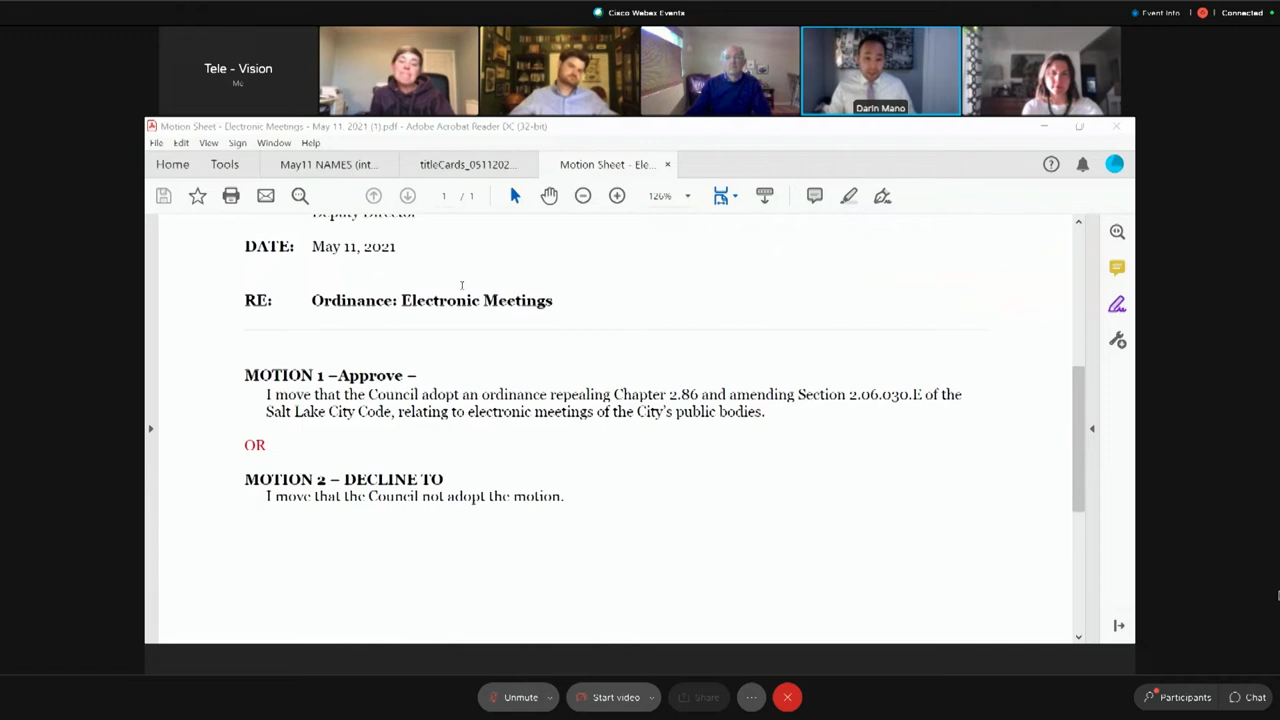 Cisco Webex Events
Event Info
Connected
Tele - Vision
Me
Darin Mano
Motion Sheet - Electronic Meetings - May 11, 2021 (1).pdf - Adobe Acrobat Reader DC (32-bit)
File Edit View Sign Window Help
Home Tools May11 NAMES (int... titleCards_0511202... Motion Sheet - Ele... ×
1 / 1 126%
Deputy Director
DATE: May 11, 2021
RE: Ordinance: Electronic Meetings
MOTION 1 –Approve –
I move that the Council adopt an ordinance repealing Chapter 2.86 and amending Section 2.06.030.E of the
Salt Lake City Code, relating to electronic meetings of the City's public bodies.
OR
MOTION 2 – DECLINE TO
I move that the Council not adopt the motion.
Unmute Start video Share Participants Chat